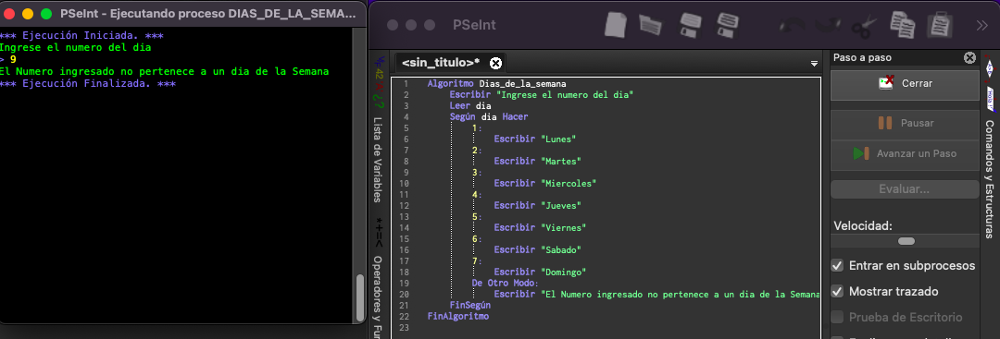 PSeInt - Ejecutando proceso DIAS_DE_LA_SEMA...
*** Ejecución Iniciada. ***
Ingrese el numero del dia
> 9
El Numero ingresado no pertenece a un dia de la Semana
*** Ejecución Finalizada. ***
PSeInt
<sin_titulo>*
Lista de Variables
Operadores y Fur
1 Algoritmo Dias_de_la_semana
2 Escribir "Ingrese el numero del dia"
3 Leer dia
4 Según dia Hacer
5 1:
6 Escribir "Lunes"
7 2:
8 Escribir "Martes"
9 3:
10 Escribir "Miercoles"
11 4:
12 Escribir "Jueves"
13 5:
14 Escribir "Viernes"
15 6:
16 Escribir "Sabado"
17 7:
18 Escribir "Domingo"
19 De Otro Modo:
20 Escribir "El Numero ingresado no pertenece a un dia de la Semana
21 FinSegún
22 FinAlgoritmo
23
Paso a paso
Cerrar
Pausar
Avanzar un Paso
Evaluar...
Velocidad:
Entrar en subprocesos
Mostrar trazado
Prueba de Escritorio
Comandos y Estructuras